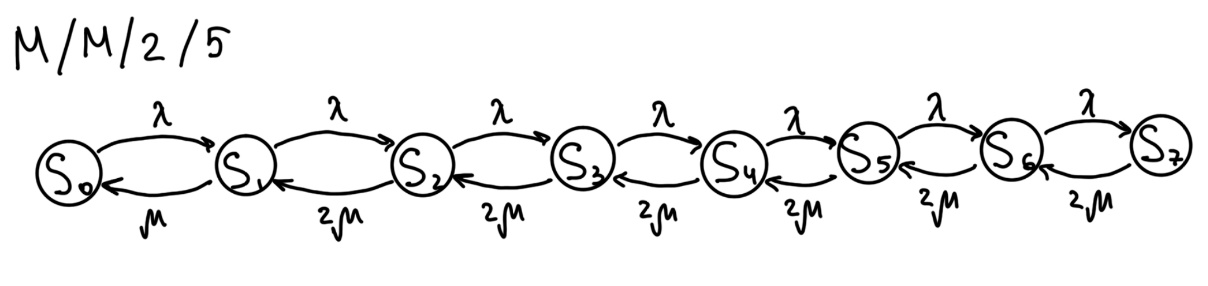 M/M/2/5
λ λ λ λ λ λ λ
S₀ S₁ S₂ S₃ S₄ S₅ S₆ S₇
μ 2μ 2μ 2μ 2μ 2μ 2μ